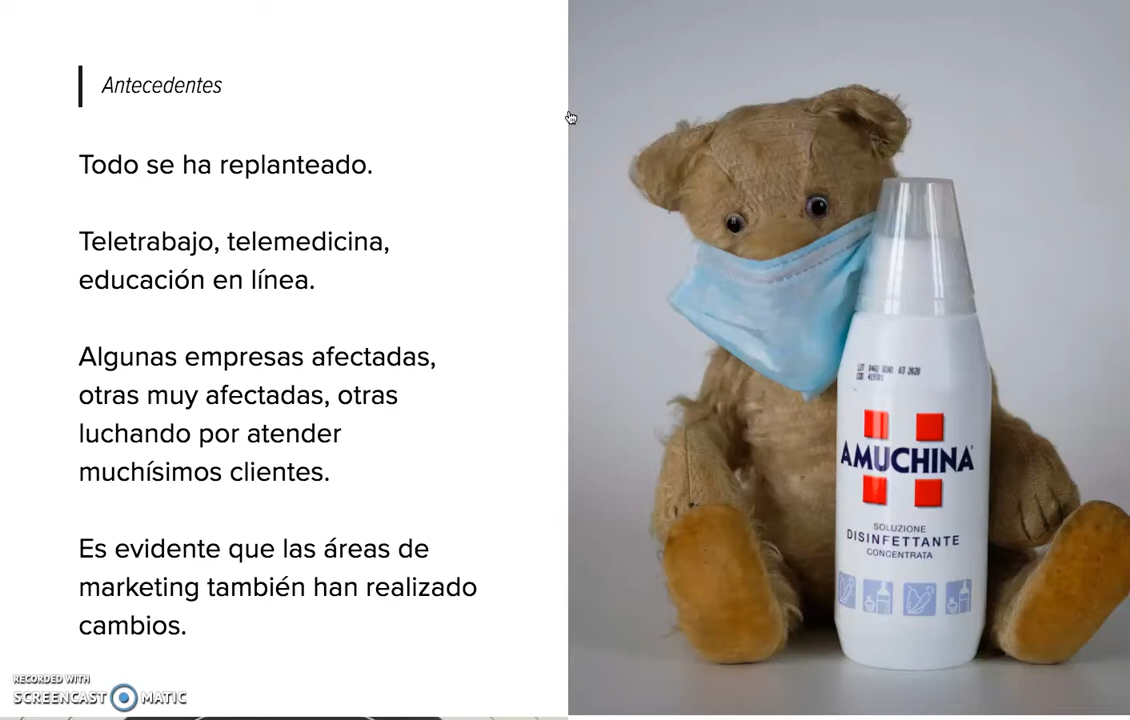 Antecedentes
Todo se ha replanteado.
Teletrabajo, telemedicina,
educación en línea.
Algunas empresas afectadas,
otras muy afectadas, otras
luchando por atender
muchísimos clientes.
Es evidente que las áreas de
marketing también han realizado
cambios.
RECORDED WITH
SCREENCAST MATIC
AMUCHINA
SOLUZIONE
DISINFETTANTE
CONCENTRATA